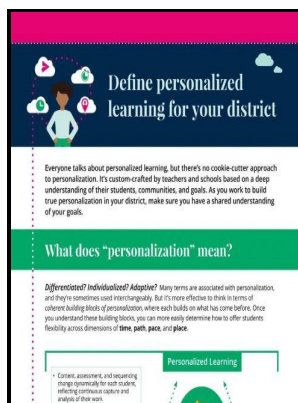 Define personalized
learning for your district
Everyone talks about personalized learning, but there's no cookie-cutter approach
to personalization. It's custom-crafted by teachers and schools based on a deep
understanding of their students, communities, and goals. As you work to build
true personalization in your district, make sure you have a shared understanding
of your goals.
What does "personalization" mean?
Differentiated? Individualized? Adaptive? Many terms are associated with personalization,
and they're sometimes used interchangeably. But it's more effective to think in terms of
coherent building blocks of personalization, where each builds on what has come before. Once
you understand these building blocks, you can more easily determine how to offer students
flexibility across dimensions of time, path, pace, and place.
Personalized Learning
• Content, assessment, and sequencing
change dynamically for each student,
reflecting continuous capture and
analysis of their work